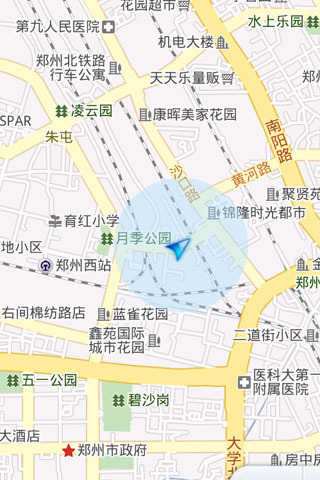 花园超市
第九人民医院
水上乐园
机电大楼
郑州北铁路
行车公寓
天天乐量贩
凌云园
康晖美家花园
SPAR
朱屯
南阳路
沙口路
黄河路
聚贤苑
锦隆时光都市
育红小学
月季公园
地小区
郑州西站
金
郑州
右间棉纺路店
蓝雀花园
鑫苑国际
城市花园
二道街小区
五一公园
医科大第一
附属医院
碧沙岗
大酒店
郑州市政府
大学北
房中房